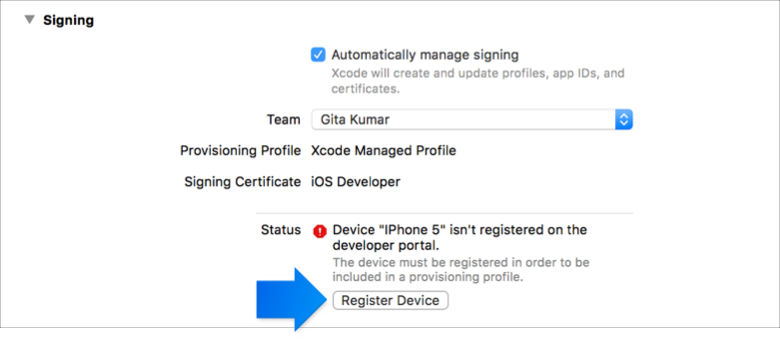 Signing
Automatically manage signing
Xcode will create and update profiles, app IDs, and
certificates.
Team Gita Kumar
Provisioning Profile Xcode Managed Profile
Signing Certificate iOS Developer
Status Device "IPhone 5" isn't registered on the
developer portal.
The device must be registered in order to be
included in a provisioning profile.
Register Device